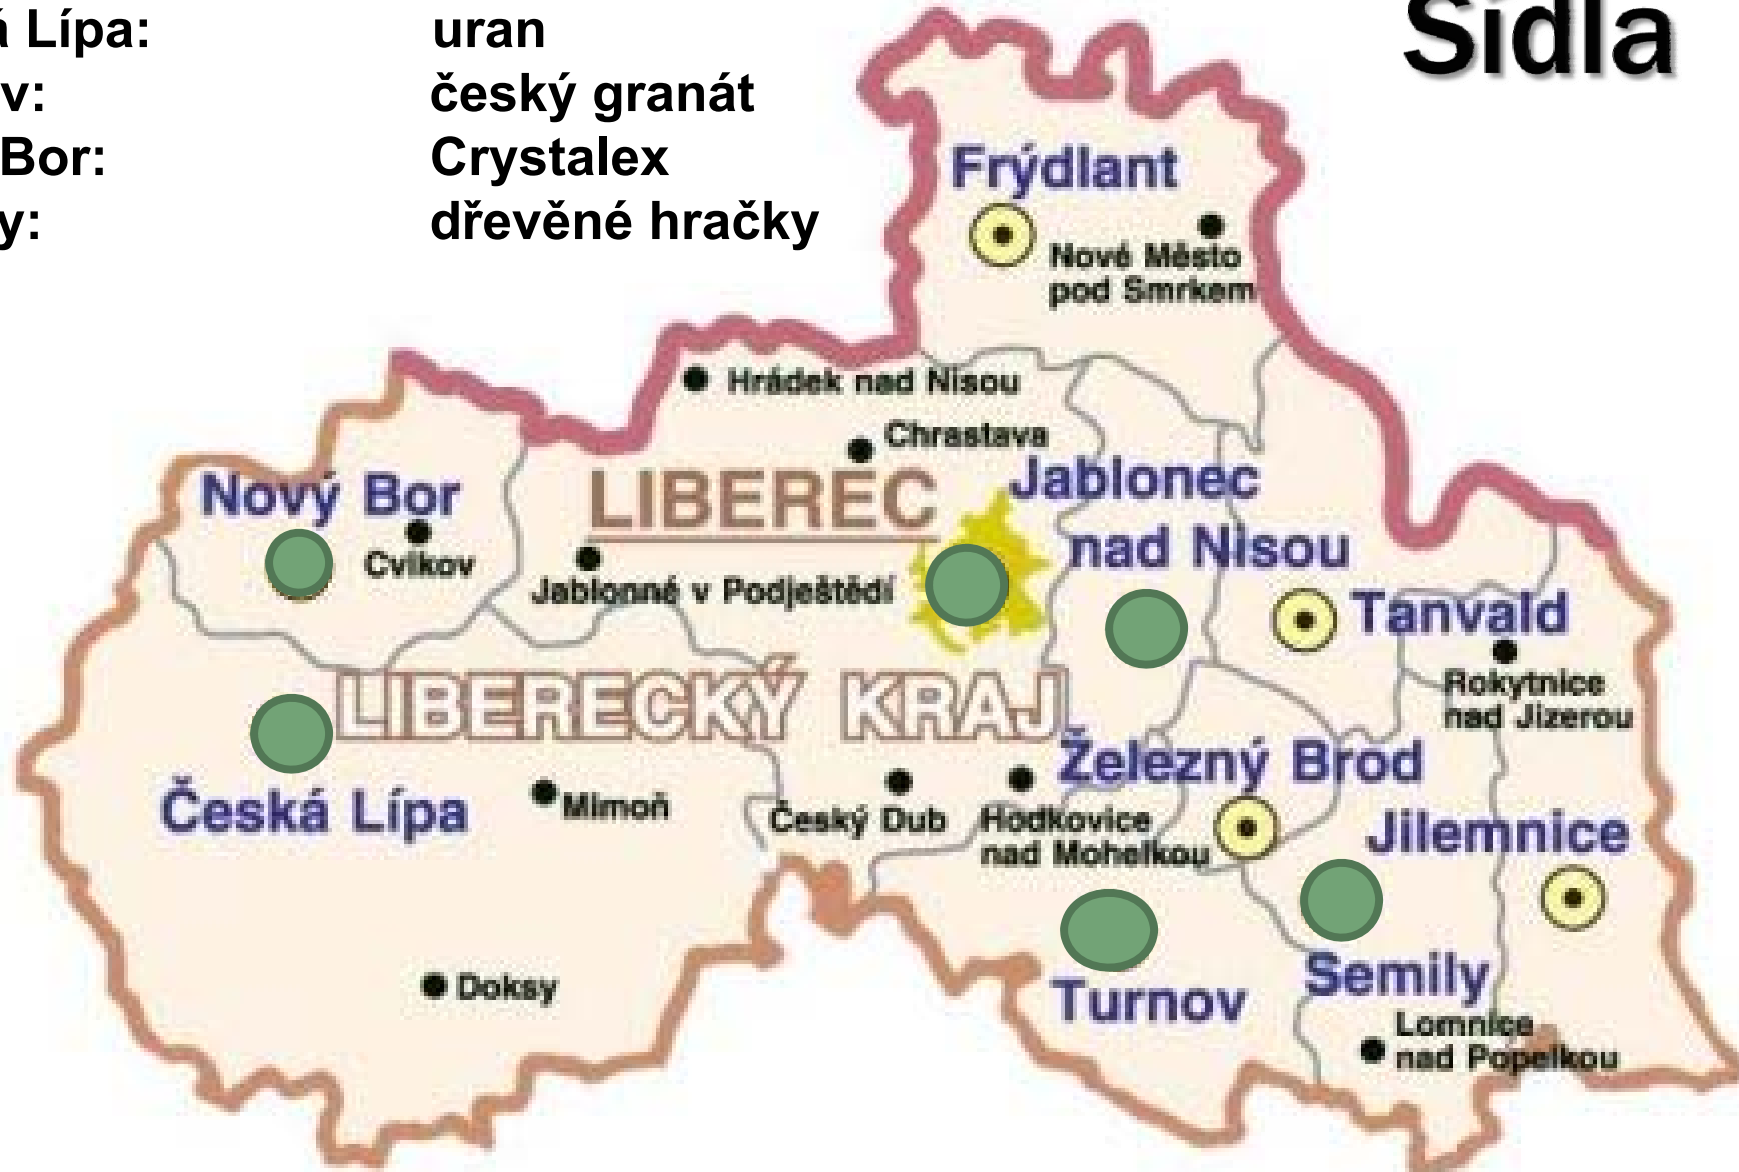 á Lípa: uran
Sídla
v: český granát
Bor: Crystalex
y: dřevěné hračky
Frýdlant
Nové Město
pod Smrkem
Hrádek nad Nisou
Chrastava
LIBEREC
Jablonec
nad Nisou
Nový Bor
Cvikov
Jablonné v Podještědí
Tanvald
Rokytnice
nad Jizerou
LIBERECKÝ KRAJ
Železný Brod
Česká Lípa
Mimoň
Český Dub
Hodkovice
nad Mohelkou
Jilemnice
Doksy
Turnov
Semily
Lomnice
nad Popelkou